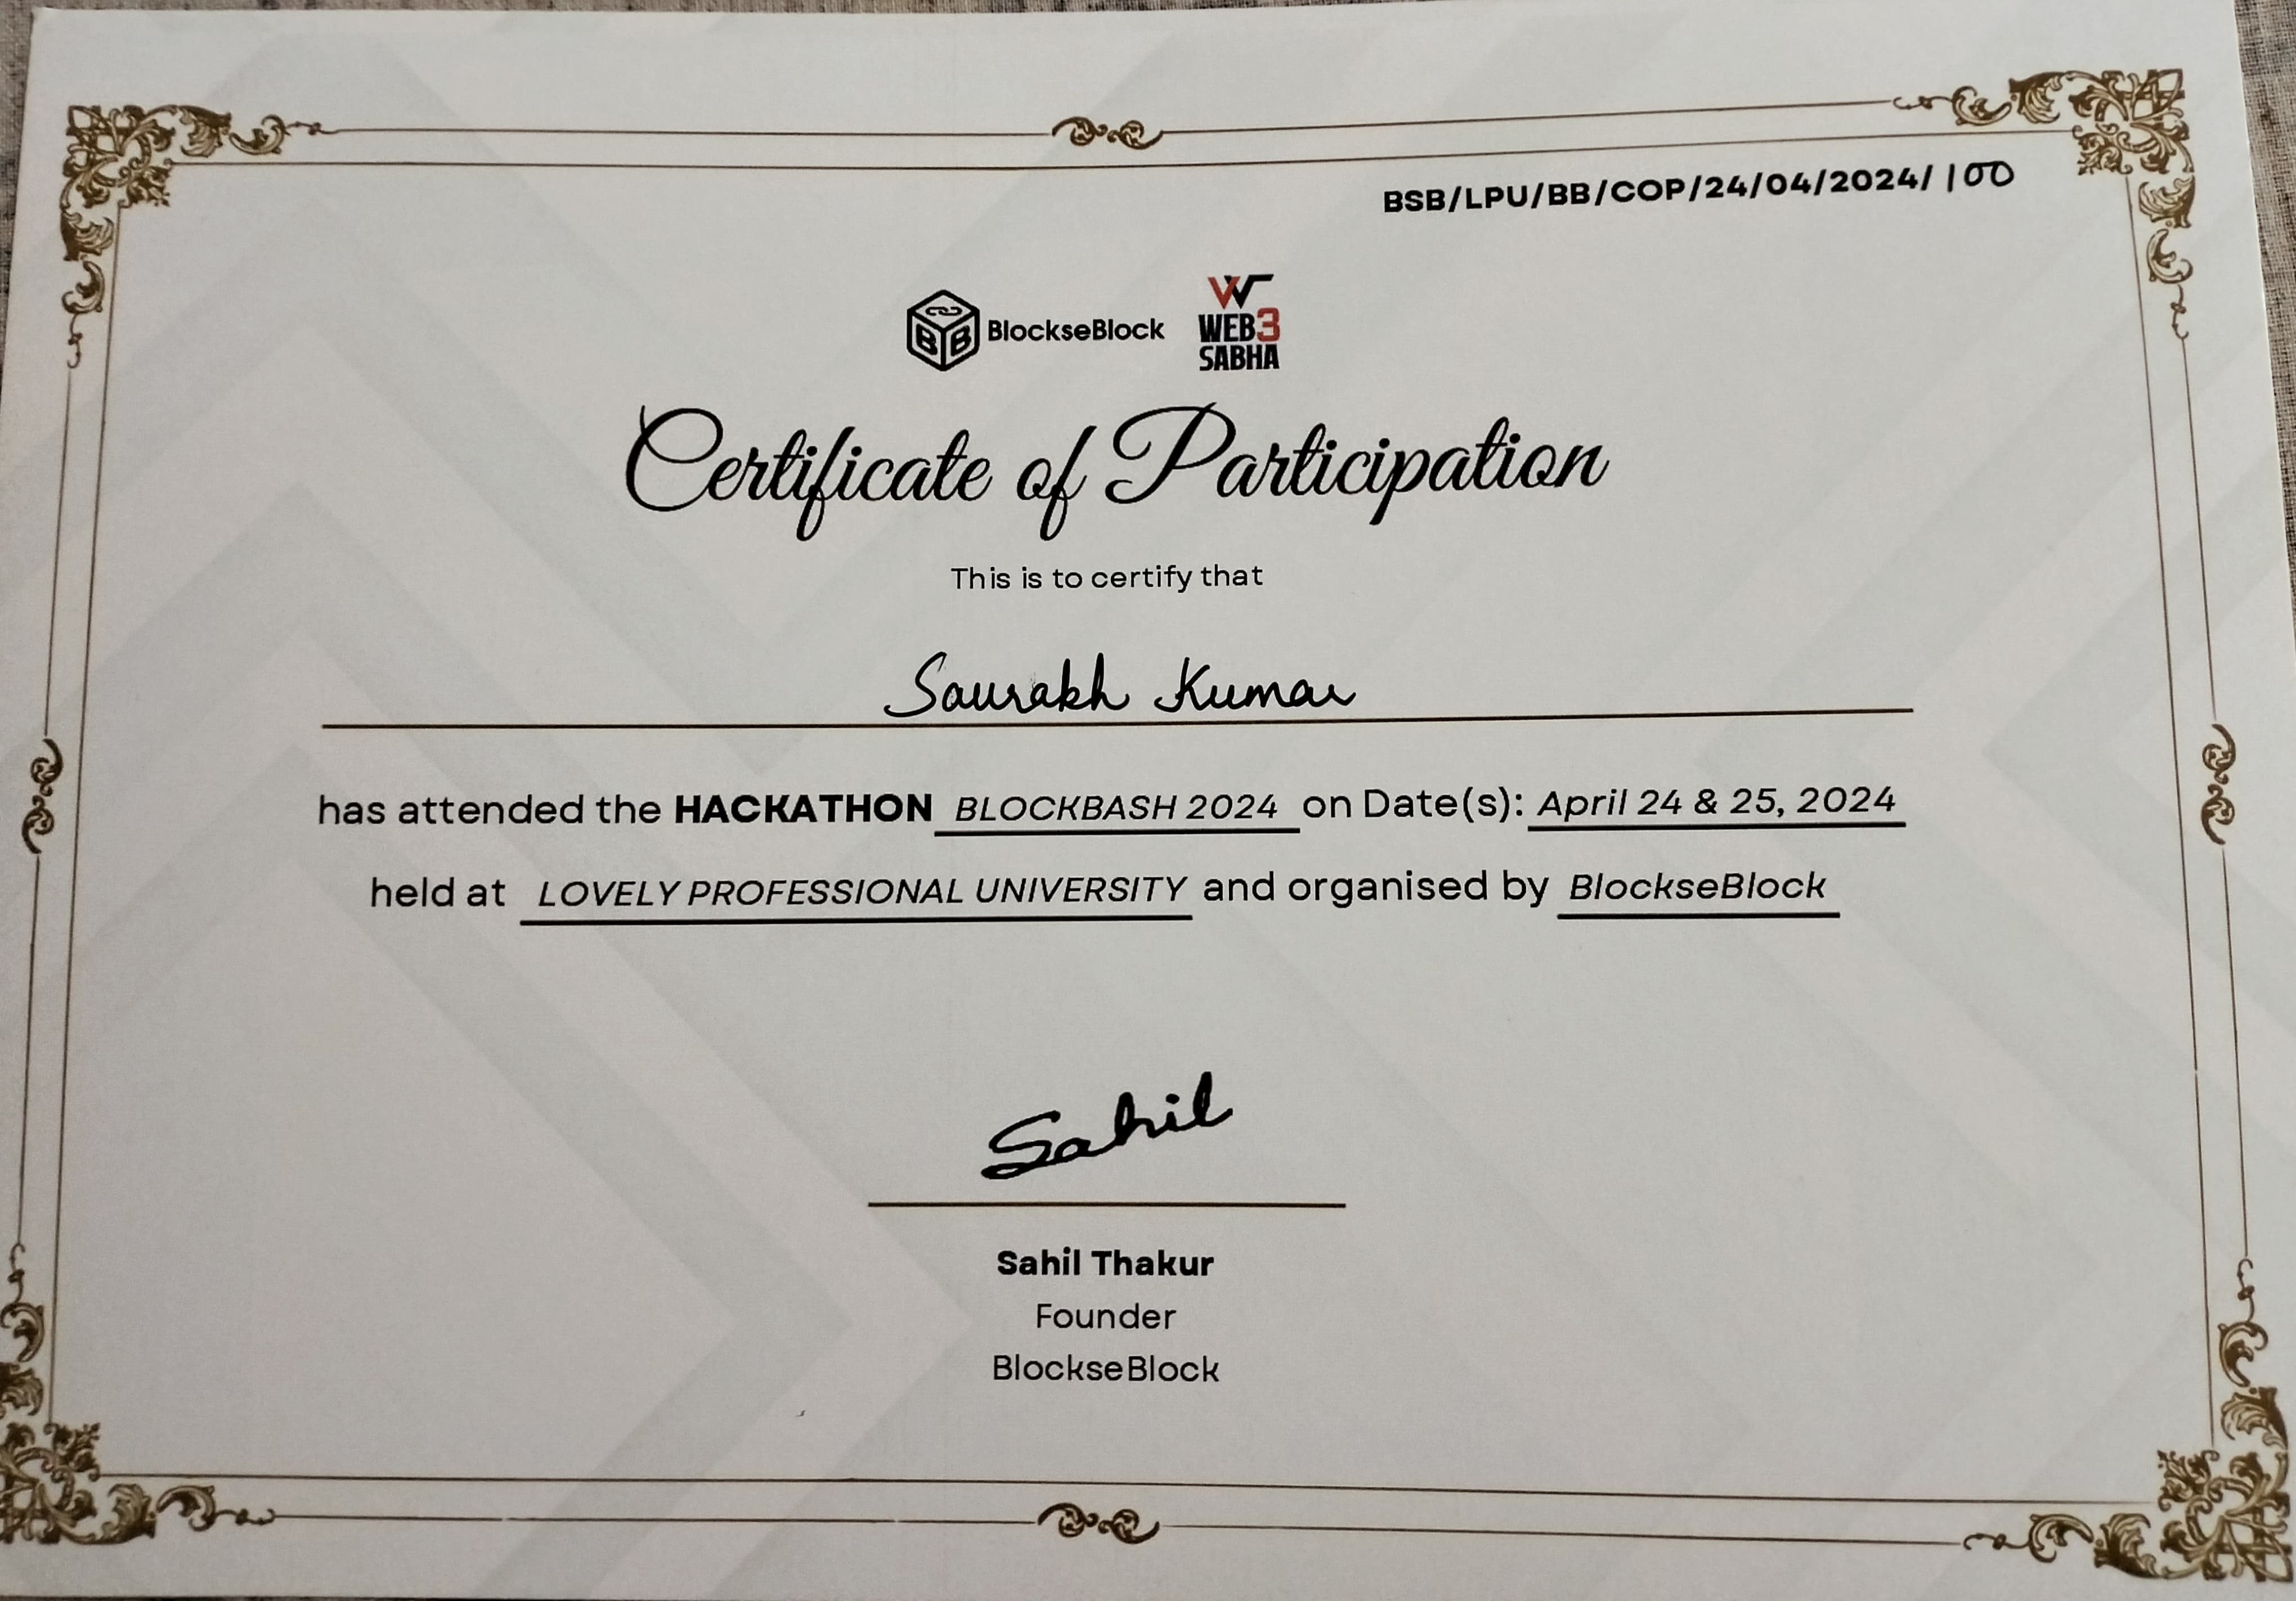 BSB/LPU/BB/COP/24/04/2024/ 100
BB BlockseBlock
WEB3
SABHA
Certificate of Participation
This is to certify that
Saurabh Kumar
has attended the HACKATHON BLOCKBASH 2024 on Date(s): April 24 & 25, 2024
held at LOVELY PROFESSIONAL UNIVERSITY and organised by BlockseBlock
Sahil
Sahil Thakur
Founder
BlockseBlock